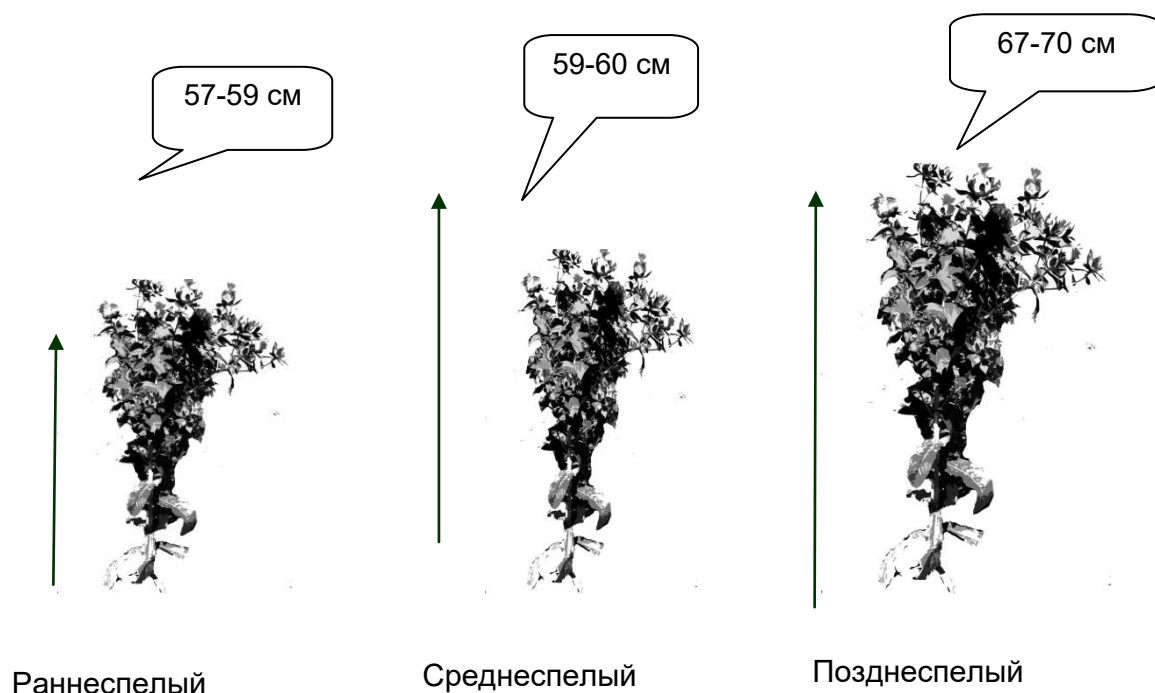 57-59 см
59-60 см
67-70 см
Раннеспелый
Среднеспелый
Позднеспелый